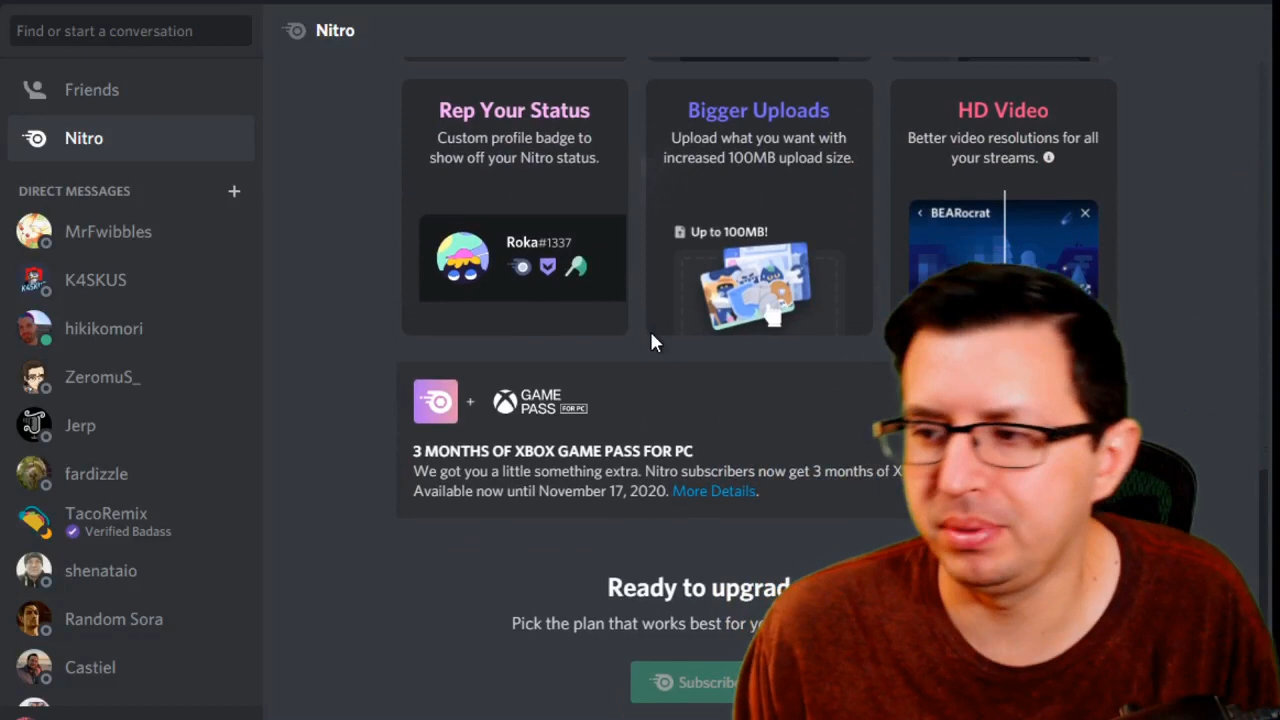 Find or start a conversation
Friends
Nitro
DIRECT MESSAGES
MrFwibbles
K4SKUS
hikikomori
ZeromuS_
Jerp
fardizzle
TacoRemix
Verified Badass
shenataio
Random Sora
Castiel
Nitro
Rep Your Status
Custom profile badge to
show off your Nitro status.
Roka#1337
Bigger Uploads
Upload what you want with
increased 100MB upload size.
Up to 100MB!
HD Video
Better video resolutions for all
your streams.
BEARocrat
GAME
PASS FOR PC
3 MONTHS OF XBOX GAME PASS FOR PC
We got you a little something extra. Nitro subscribers now get 3 months of
Available now until November 17, 2020. More Details.
Ready to
Pick the plan that works best for